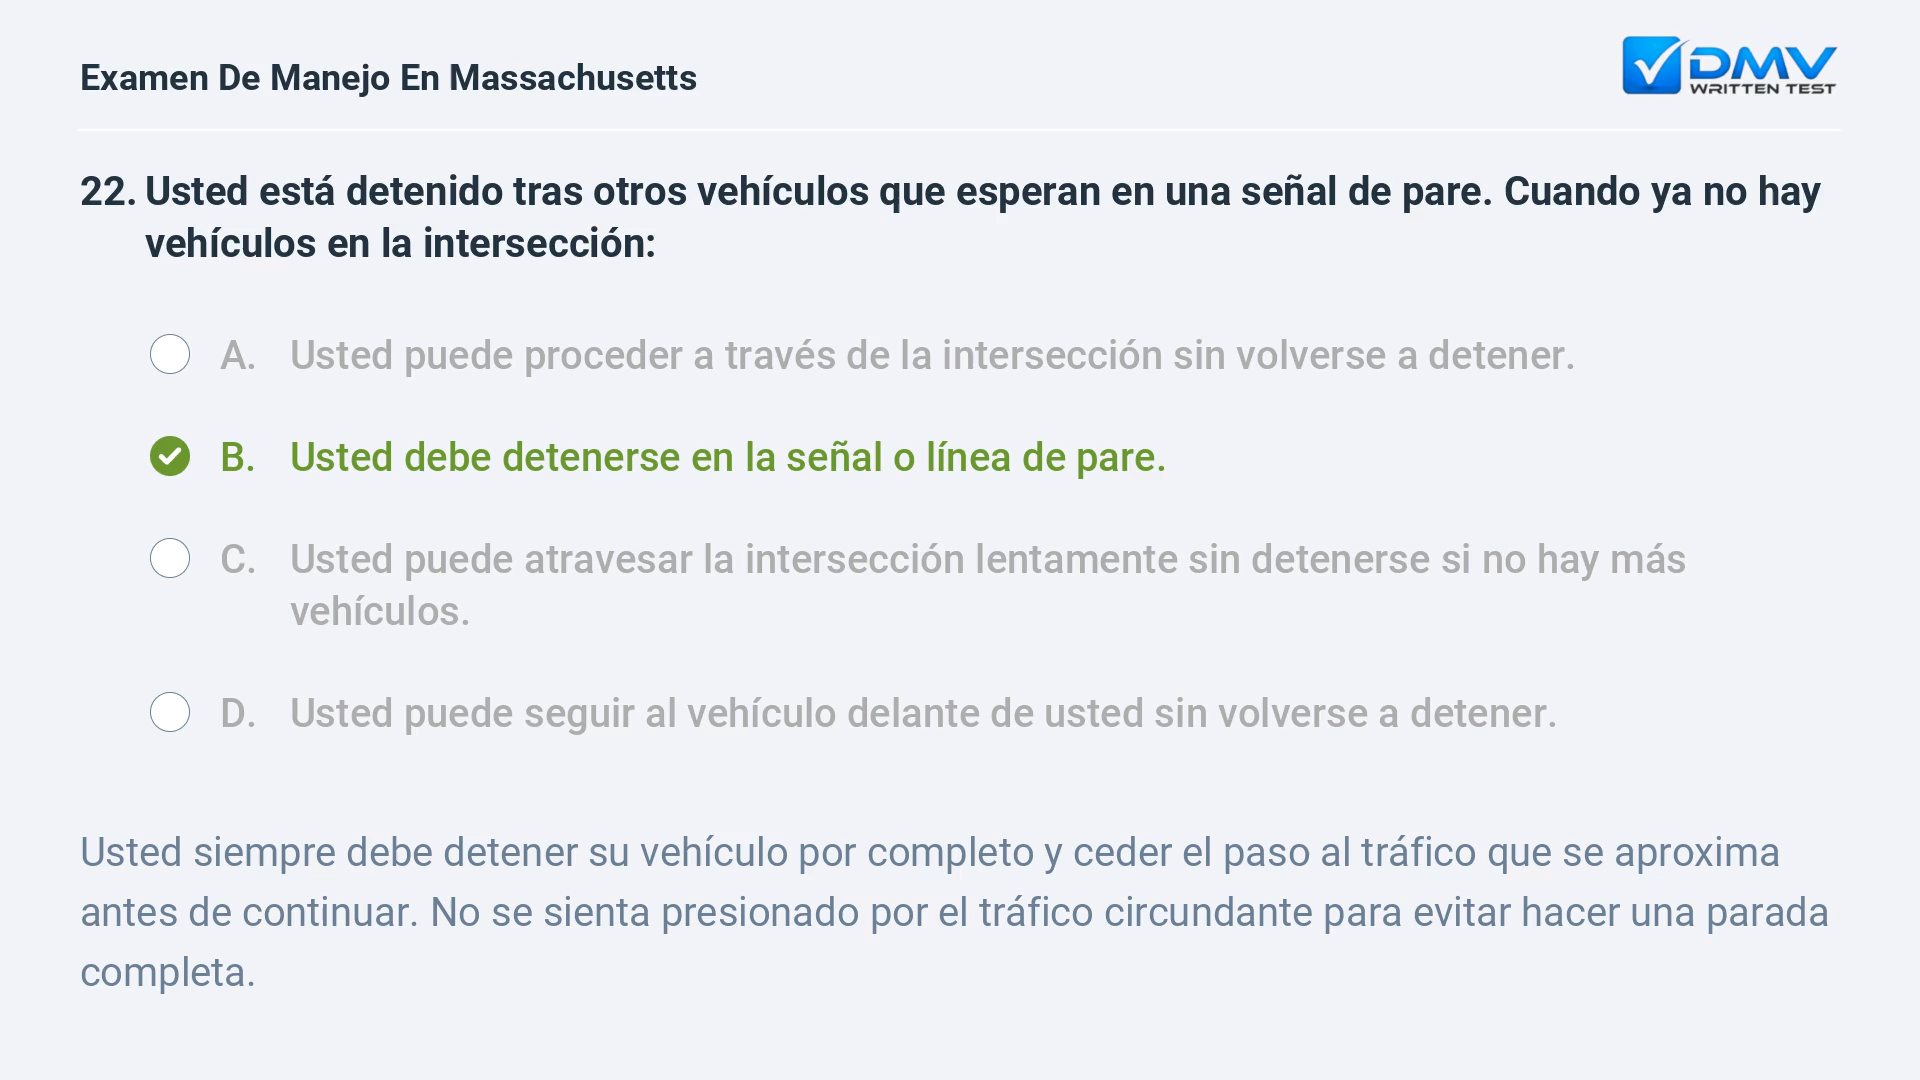 Examen De Manejo En Massachusetts
DMV
WRITTEN TEST
22. Usted está detenido tras otros vehículos que esperan en una señal de pare. Cuando ya no hay
vehículos en la intersección:
A. Usted puede proceder a través de la intersección sin volverse a detener.
B. Usted debe detenerse en la señal o línea de pare.
C. Usted puede atravesar la intersección lentamente sin detenerse si no hay más
vehículos.
D. Usted puede seguir al vehículo delante de usted sin volverse a detener.
Usted siempre debe detener su vehículo por completo y ceder el paso al tráfico que se aproxima
antes de continuar. No se sienta presionado por el tráfico circundante para evitar hacer una parada
completa.